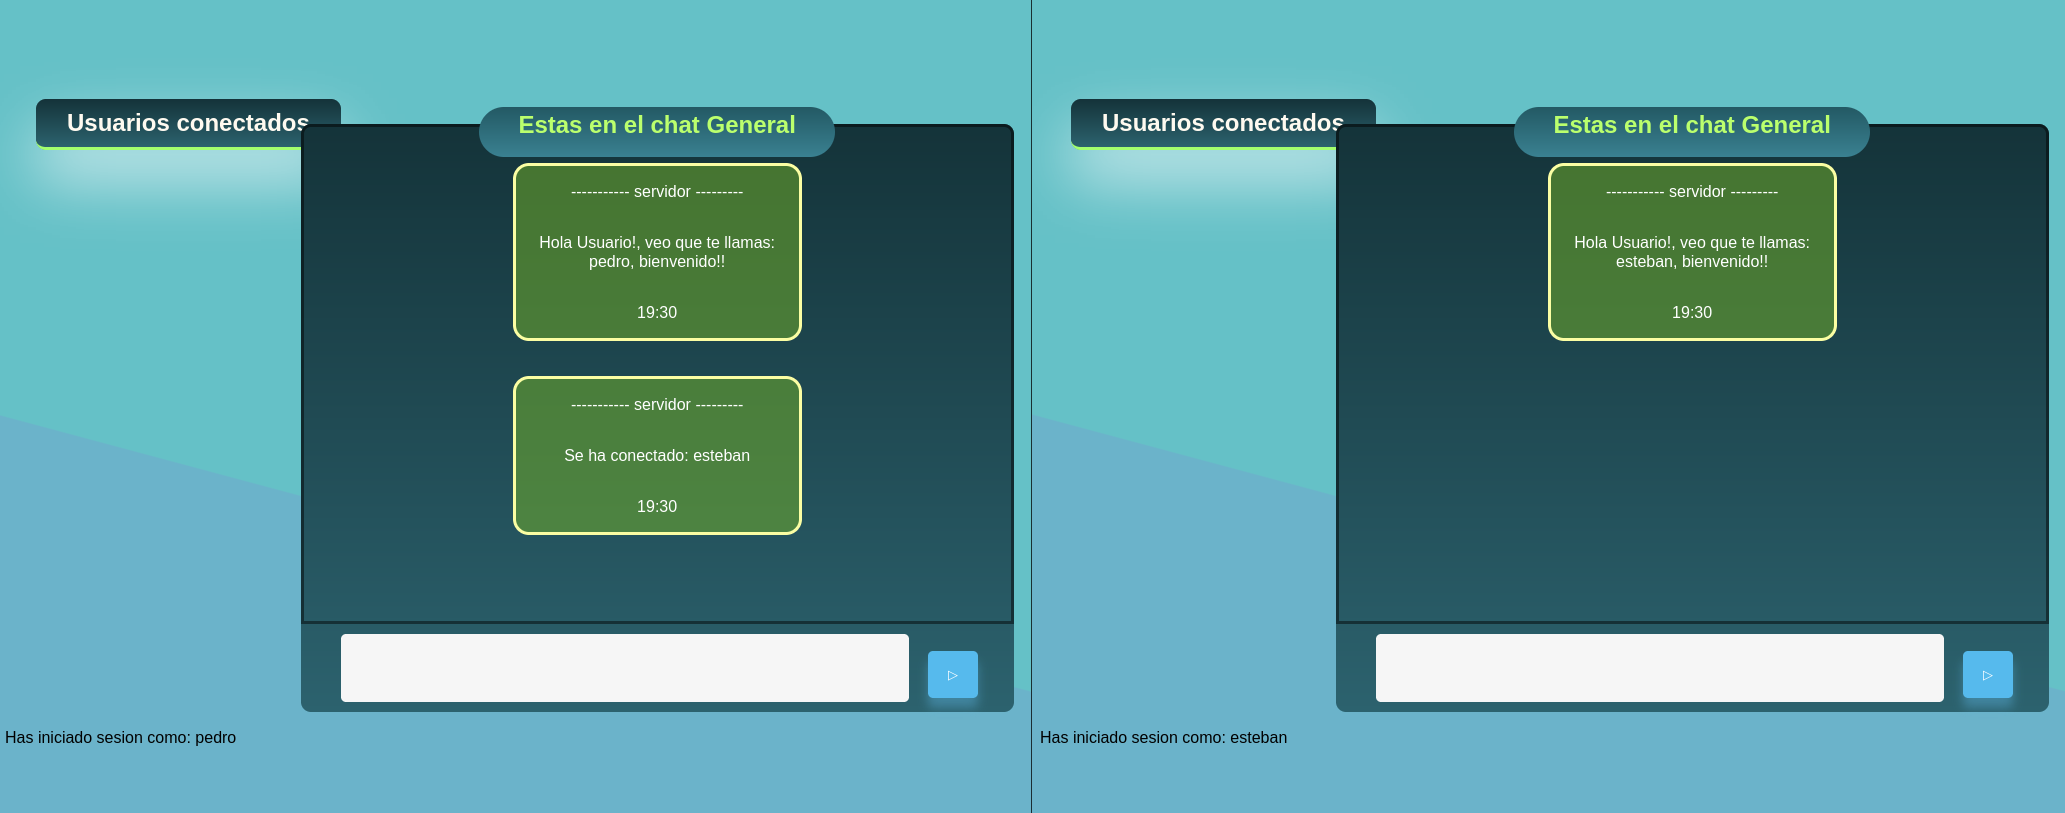 Usuarios conectados
Estas en el chat General
----------- servidor ---------
Hola Usuario!, veo que te llamas:
pedro, bienvenido!!
19:30
----------- servidor ---------
Se ha conectado: esteban
19:30
Has iniciado sesion como: pedro
Usuarios conectados
Estas en el chat General
----------- servidor ---------
Hola Usuario!, veo que te llamas:
esteban, bienvenido!!
19:30
Has iniciado sesion como: esteban